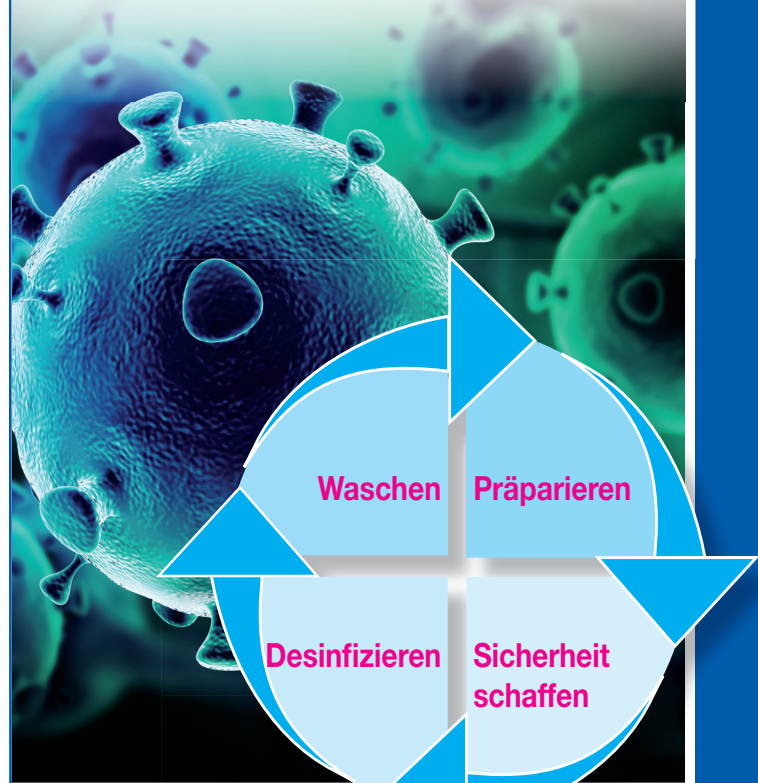 Waschen
Präparieren
Desinfizieren
Sicherheit
schaffen